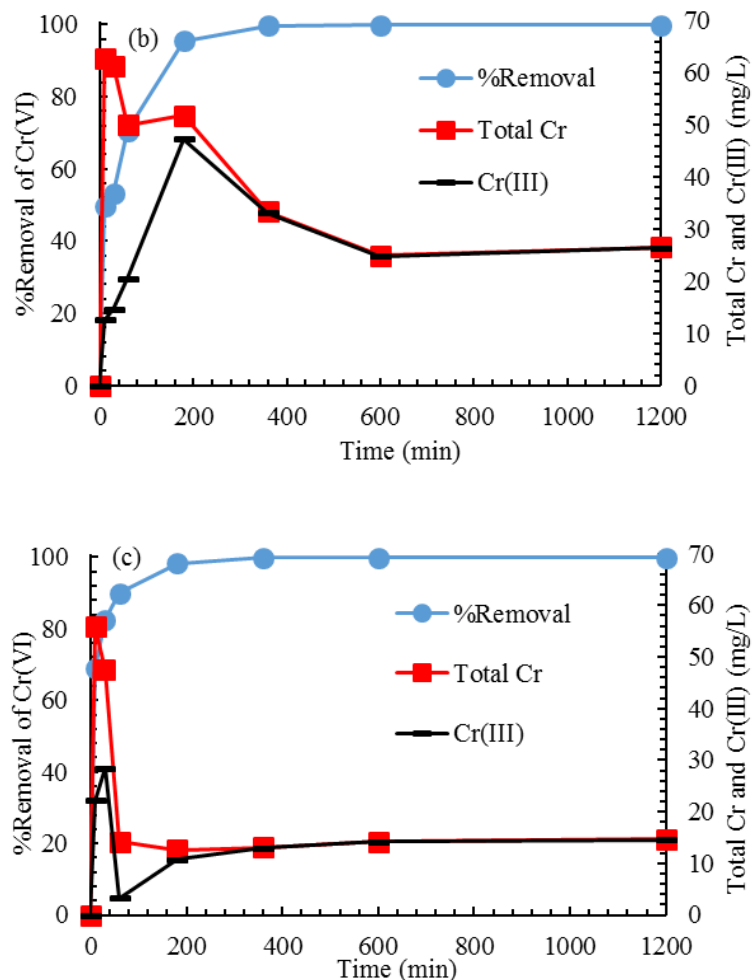 (b)
%Removal of Cr(VI)
100
80
60
40
20
0
%Removal
Total Cr
Cr(III)
70
60
50
40
30
20
10
0
Total Cr and Cr(III) (mg/L)
0 200 400 600 800 1000 1200
Time (min)
(c)
%Removal of Cr(VI)
100
80
60
40
20
0
%Removal
Total Cr
Cr(III)
70
60
50
40
30
20
10
0
Total Cr and Cr(III) (mg/L)
0 200 400 600 800 1000 1200
Time (min)